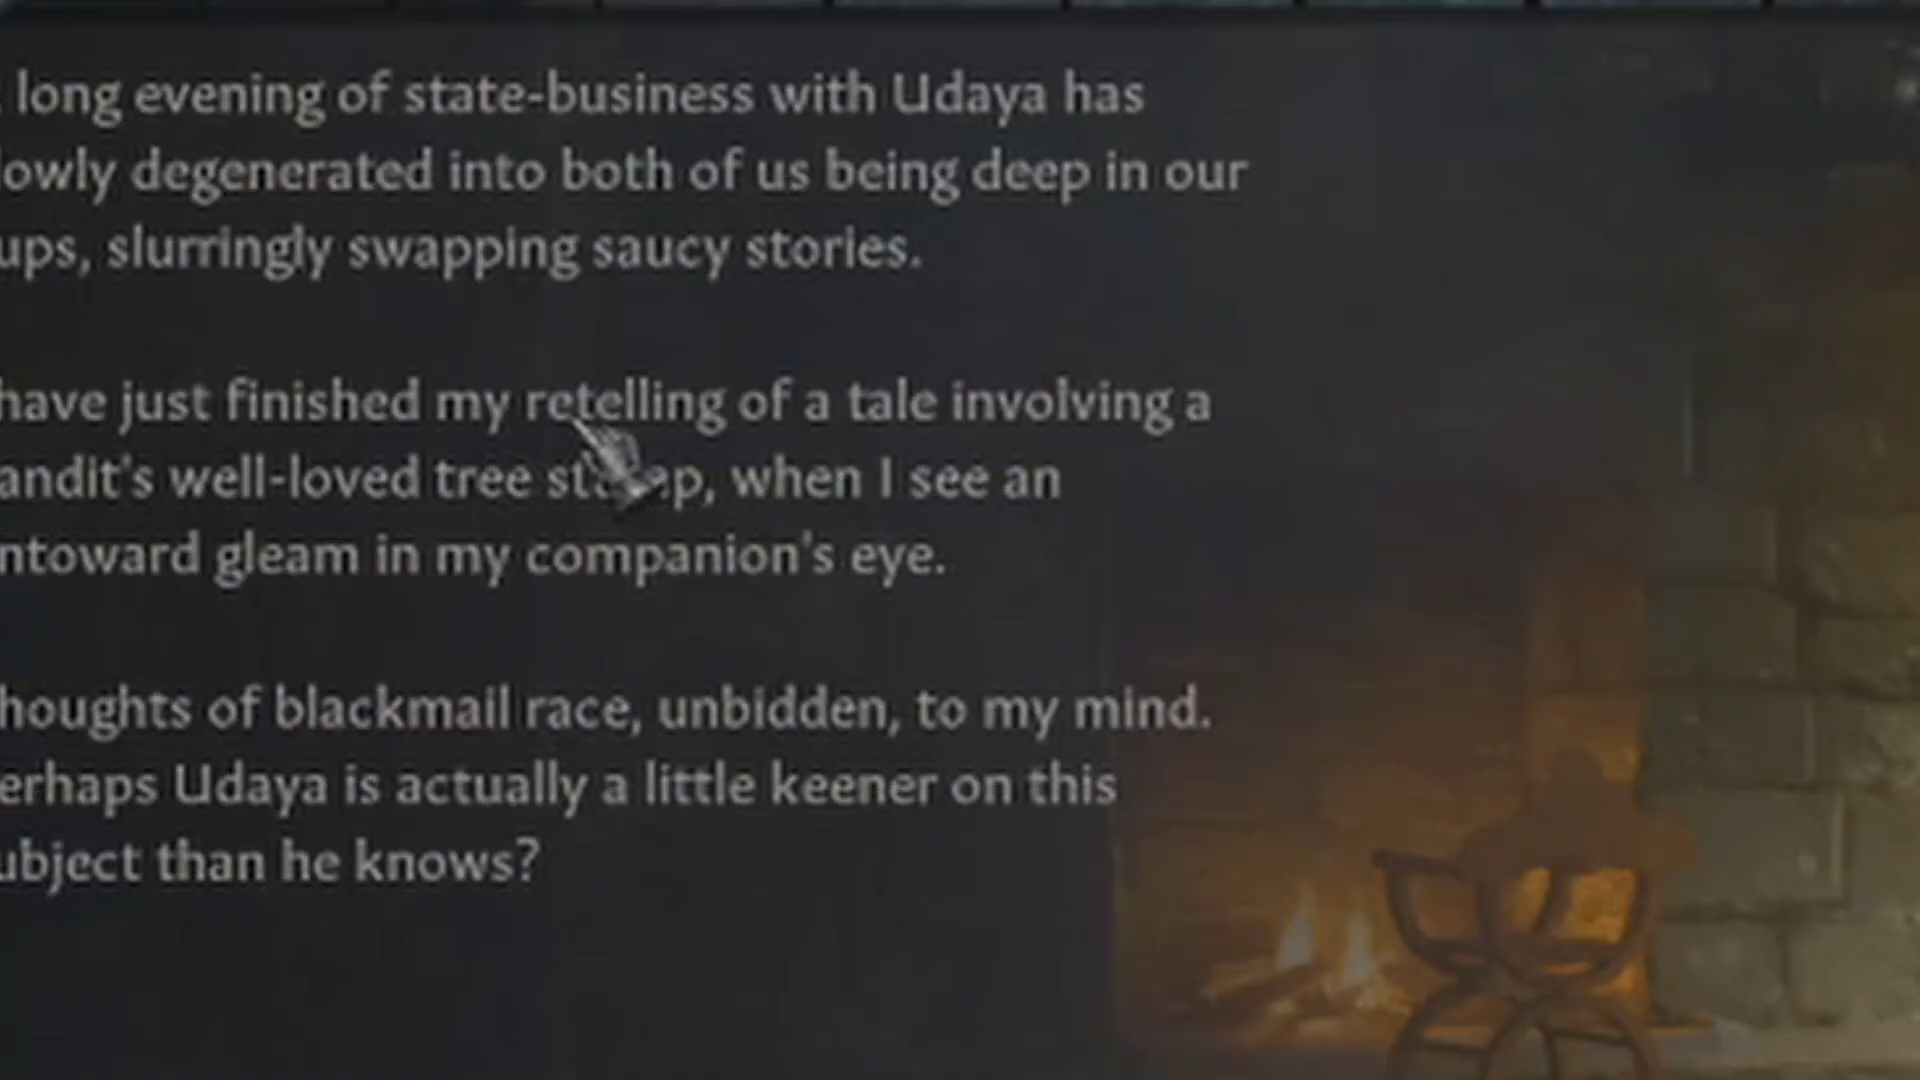 long evening of state-business with Udaya has
lowly degenerated into both of us being deep in our
ups, slurringly swapping saucy stories.
have just finished my retelling of a tale involving a
andit's well-loved tree stump, when I see an
ntoward gleam in my companion's eye.
houghts of blackmail race, unbidden, to my mind.
erhaps Udaya is actually a little keener on this
ubject than he knows?